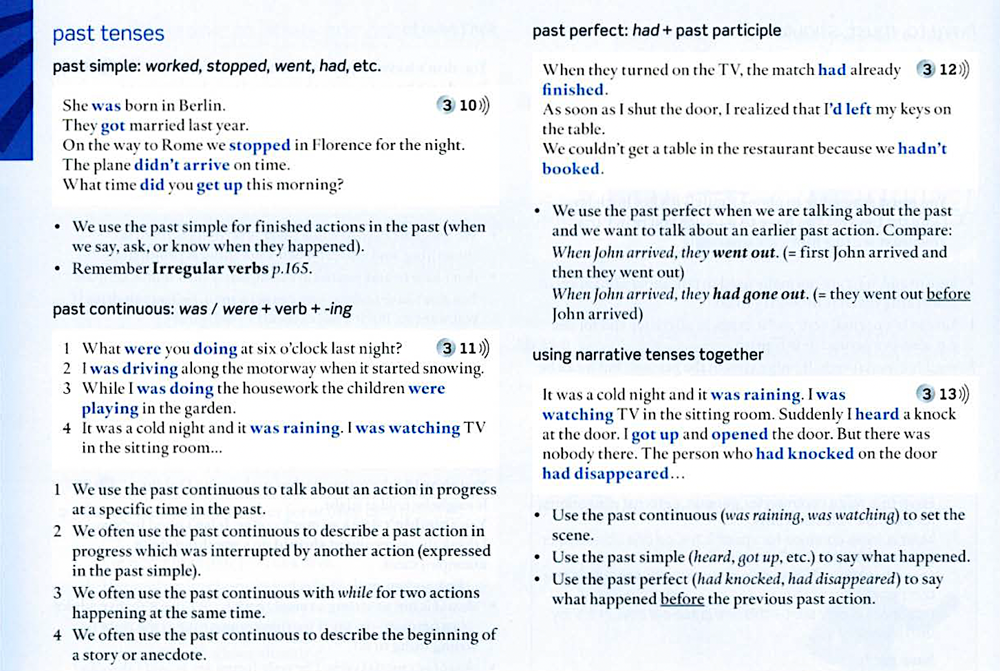 past tenses
past simple: worked, stopped, went, had, etc.
She was born in Berlin. 3 10
They got married last year.
On the way to Rome we stopped in Florence for the night.
The plane didn't arrive on time.
What time did you get up this morning?
• We use the past simple for finished actions in the past (when
we say, ask, or know when they happened).
• Remember Irregular verbs p.165.
past continuous: was / were + verb + -ing
1 What were you doing at six o'clock last night? 3 11
2 I was driving along the motorway when it started snowing.
3 While I was doing the housework the children were
playing in the garden.
4 It was a cold night and it was raining. I was watching TV
in the sitting room...
1 We use the past continuous to talk about an action in progress
at a specific time in the past.
2 We often use the past continuous to describe a past action in
progress which was interrupted by another action (expressed
in the past simple).
3 We often use the past continuous with while for two actions
happening at the same time.
4 We often use the past continuous to describe the beginning of
a story or anecdote.
past perfect: had + past participle
When they turned on the TV, the match had already 3 12
finished.
As soon as I shut the door, I realized that I'd left my keys on
the table.
We couldn't get a table in the restaurant because we hadn't
booked.
• We use the past perfect when we are talking about the past
and we want to talk about an earlier past action. Compare:
When John arrived, they went out. (= first John arrived and
then they went out)
When John arrived, they had gone out. (= they went out before
John arrived)
using narrative tenses together
It was a cold night and it was raining. I was 3 13
watching TV in the sitting room. Suddenly I heard a knock
at the door. I got up and opened the door. But there was
nobody there. The person who had knocked on the door
had disappeared...
• Use the past continuous (was raining, was watching) to set the
scene.
• Use the past simple (heard, got up, etc.) to say what happened.
• Use the past perfect (had knocked, had disappeared) to say
what happened before the previous past action.